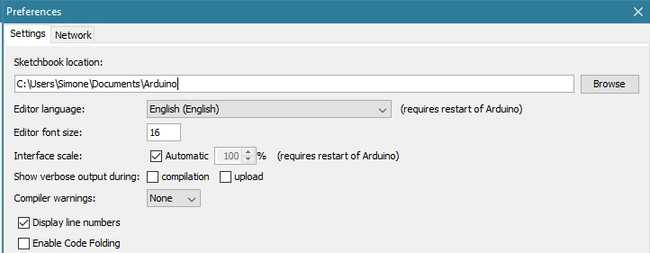 Preferences
Settings Network
Sketchbook location:
C:\Users\Simone\Documents\Arduino
Browse
Editor language: English (English) (requires restart of Arduino)
Editor font size: 16
Interface scale: Automatic 100 % (requires restart of Arduino)
Show verbose output during: compilation upload
Compiler warnings: None
Display line numbers
Enable Code Folding